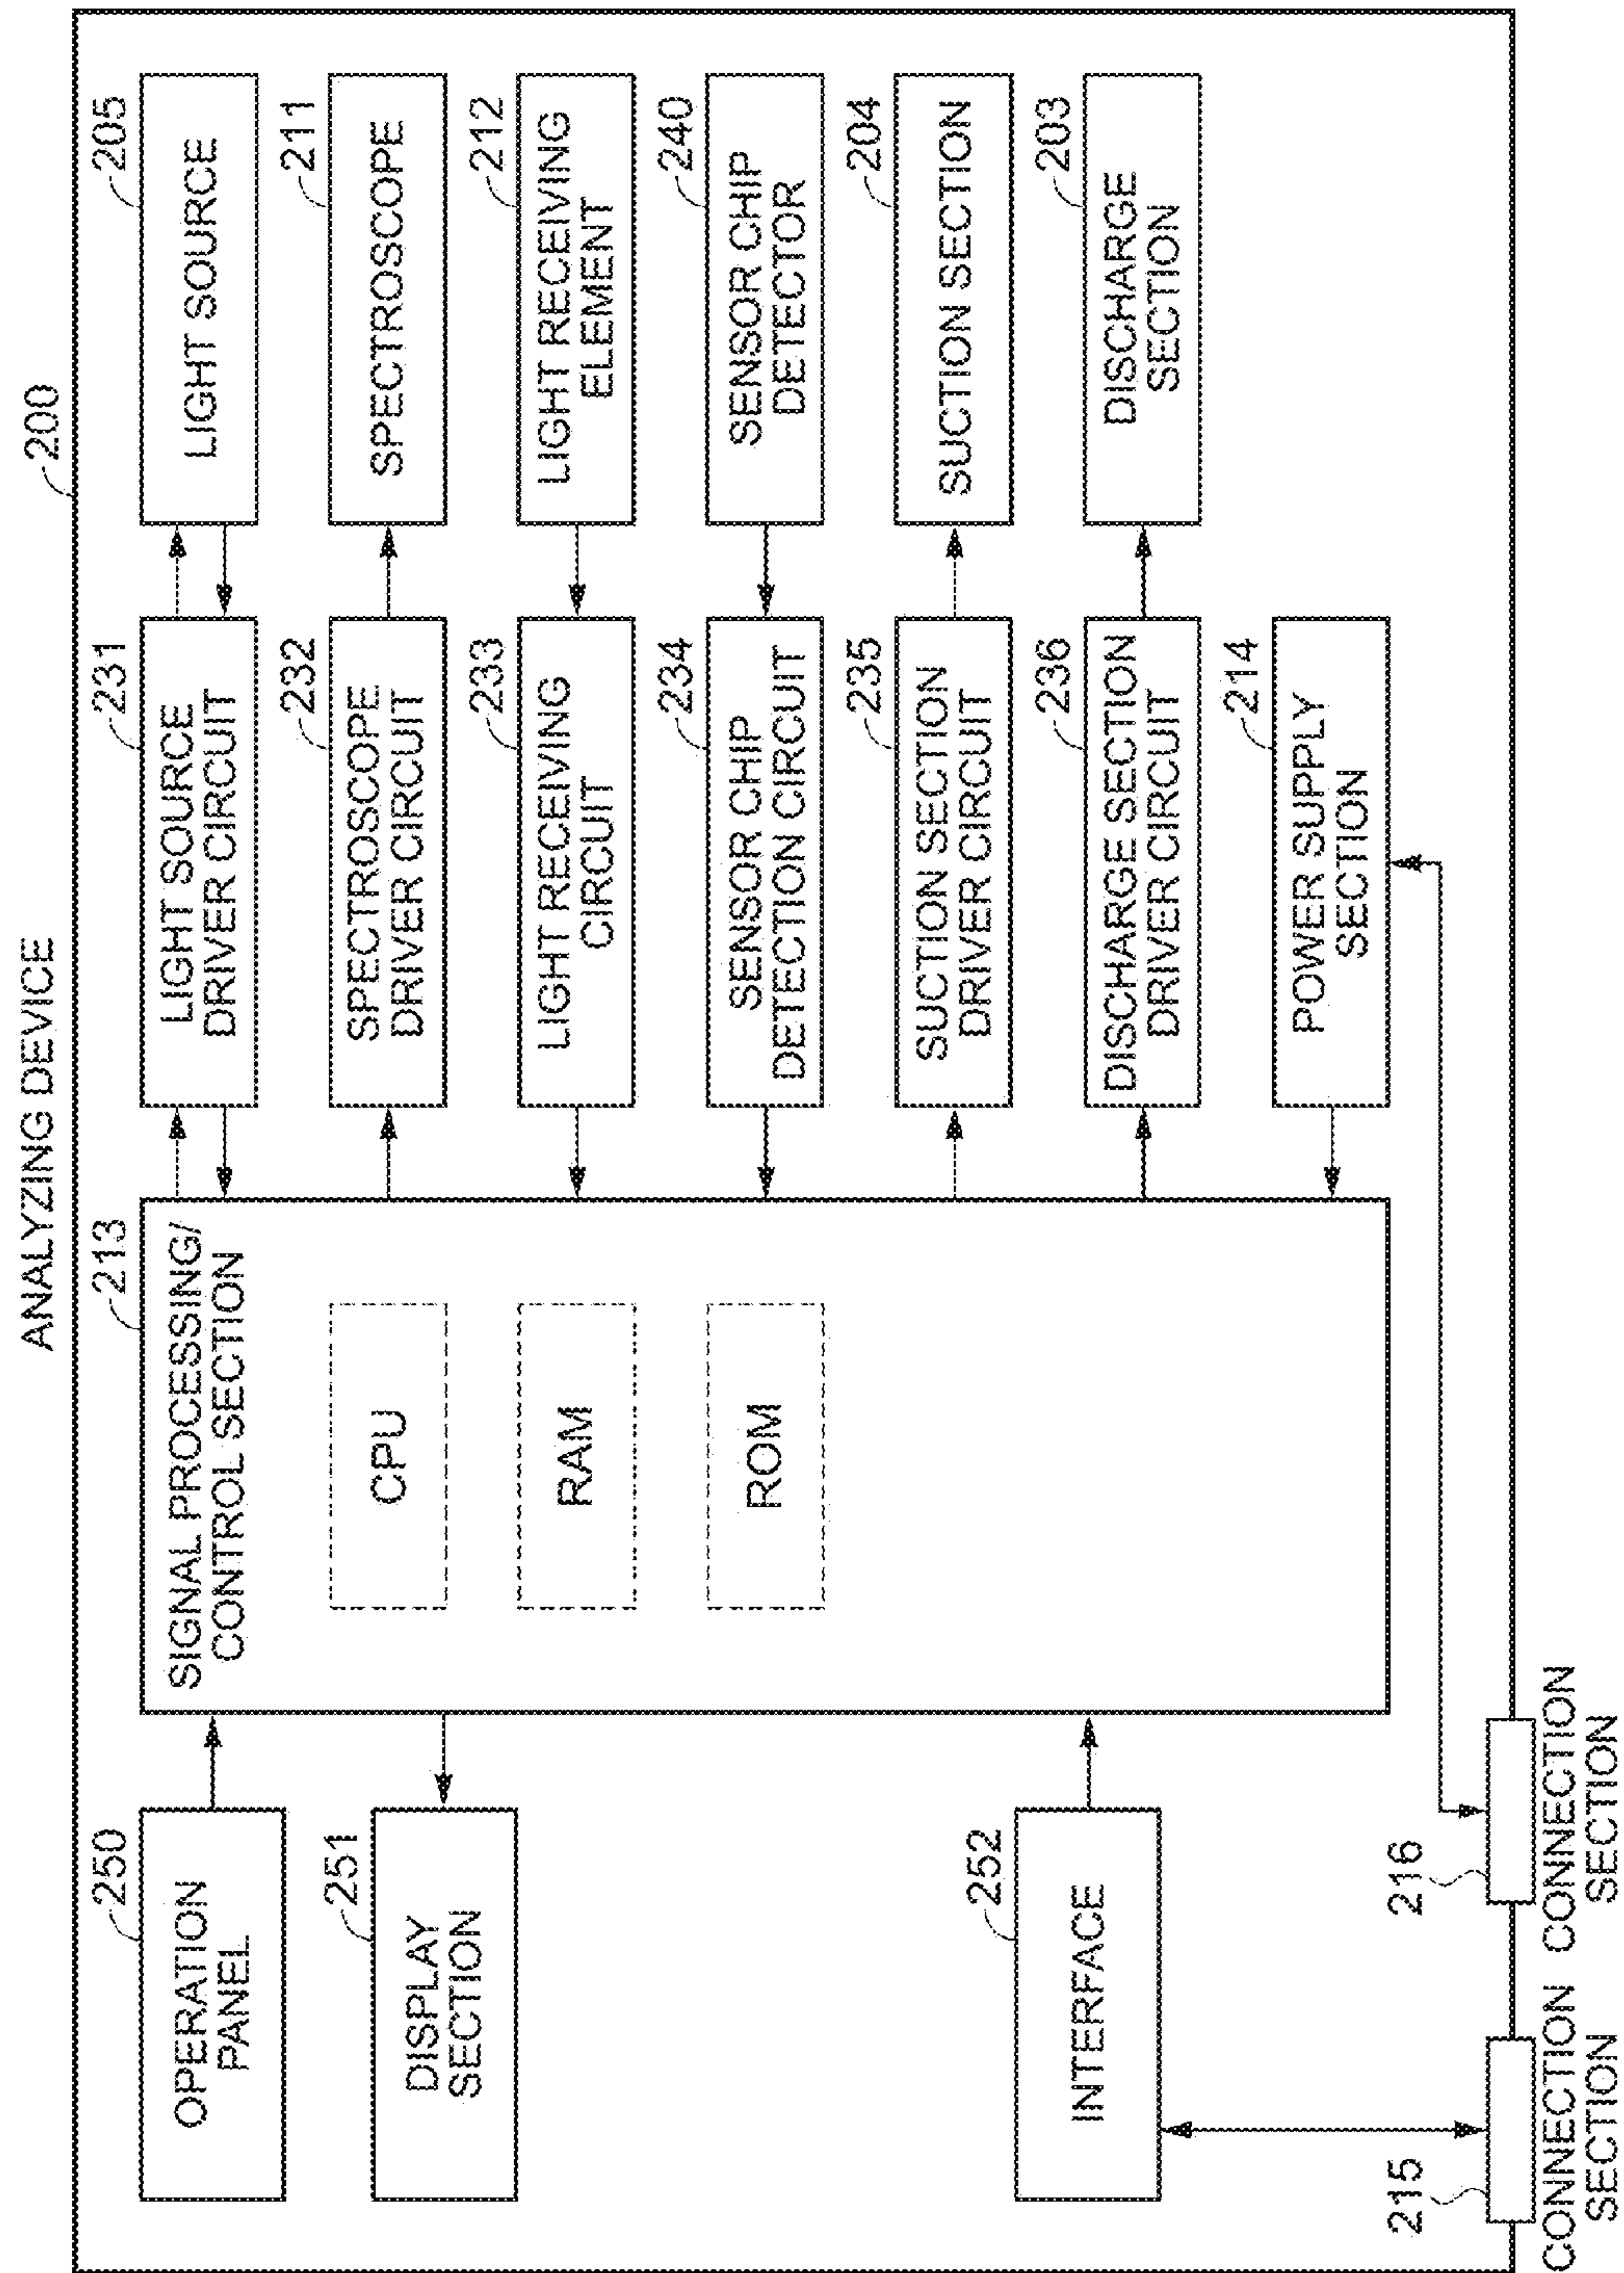 ANALYZING DEVICE
200
250
OPERATION
PANEL
251
DISPLAY
SECTION
252
INTERFACE
213
SIGNAL PROCESSING/
CONTROL SECTION
CPU
RAM
ROM
231
LIGHT SOURCE
DRIVER CIRCUIT
232
SPECTROSCOPE
DRIVER CIRCUIT
233
LIGHT RECEIVING
CIRCUIT
234
SENSOR CHIP
DETECTION CIRCUIT
235
SUCTION SECTION
DRIVER CIRCUIT
236
DISCHARGE SECTION
DRIVER CIRCUIT
214
POWER SUPPLY
SECTION
205
LIGHT SOURCE
211
SPECTROSCOPE
212
LIGHT RECEIVING
ELEMENT
240
SENSOR CHIP
DETECTOR
204
SUCTION SECTION
203
DISCHARGE
SECTION
215
CONNECTION
SECTION
216
CONNECTION
SECTION